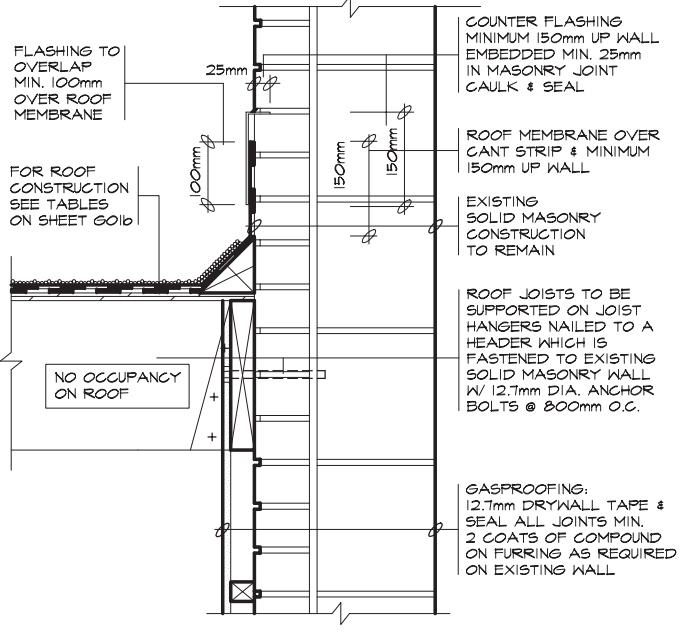 FLASHING TO
OVERLAP
MIN. 100mm
OVER ROOF
MEMBRANE
FOR ROOF
CONSTRUCTION
SEE TABLES
ON SHEET G016
NO OCCUPANCY
ON ROOF
25mm
100mm
150mm
150mm
COUNTER FLASHING
MINIMUM 150mm UP WALL
EMBEDDED MIN. 25mm
IN MASONRY JOINT
CAULK & SEAL
ROOF MEMBRANE OVER
CANT STRIP & MINIMUM
150mm UP WALL
EXISTING
SOLID MASONRY
CONSTRUCTION
TO REMAIN
ROOF JOISTS TO BE
SUPPORTED ON JOIST
HANGERS NAILED TO A
HEADER WHICH IS
FASTENED TO EXISTING
SOLID MASONRY WALL
W/ 12.7mm DIA. ANCHOR
BOLTS @ 800mm O.C.
GASPROOFING:
12.7mm DRYWALL TAPE &
SEAL ALL JOINTS MIN.
2 COATS OF COMPOUND
ON FURRING AS REQUIRED
ON EXISTING WALL